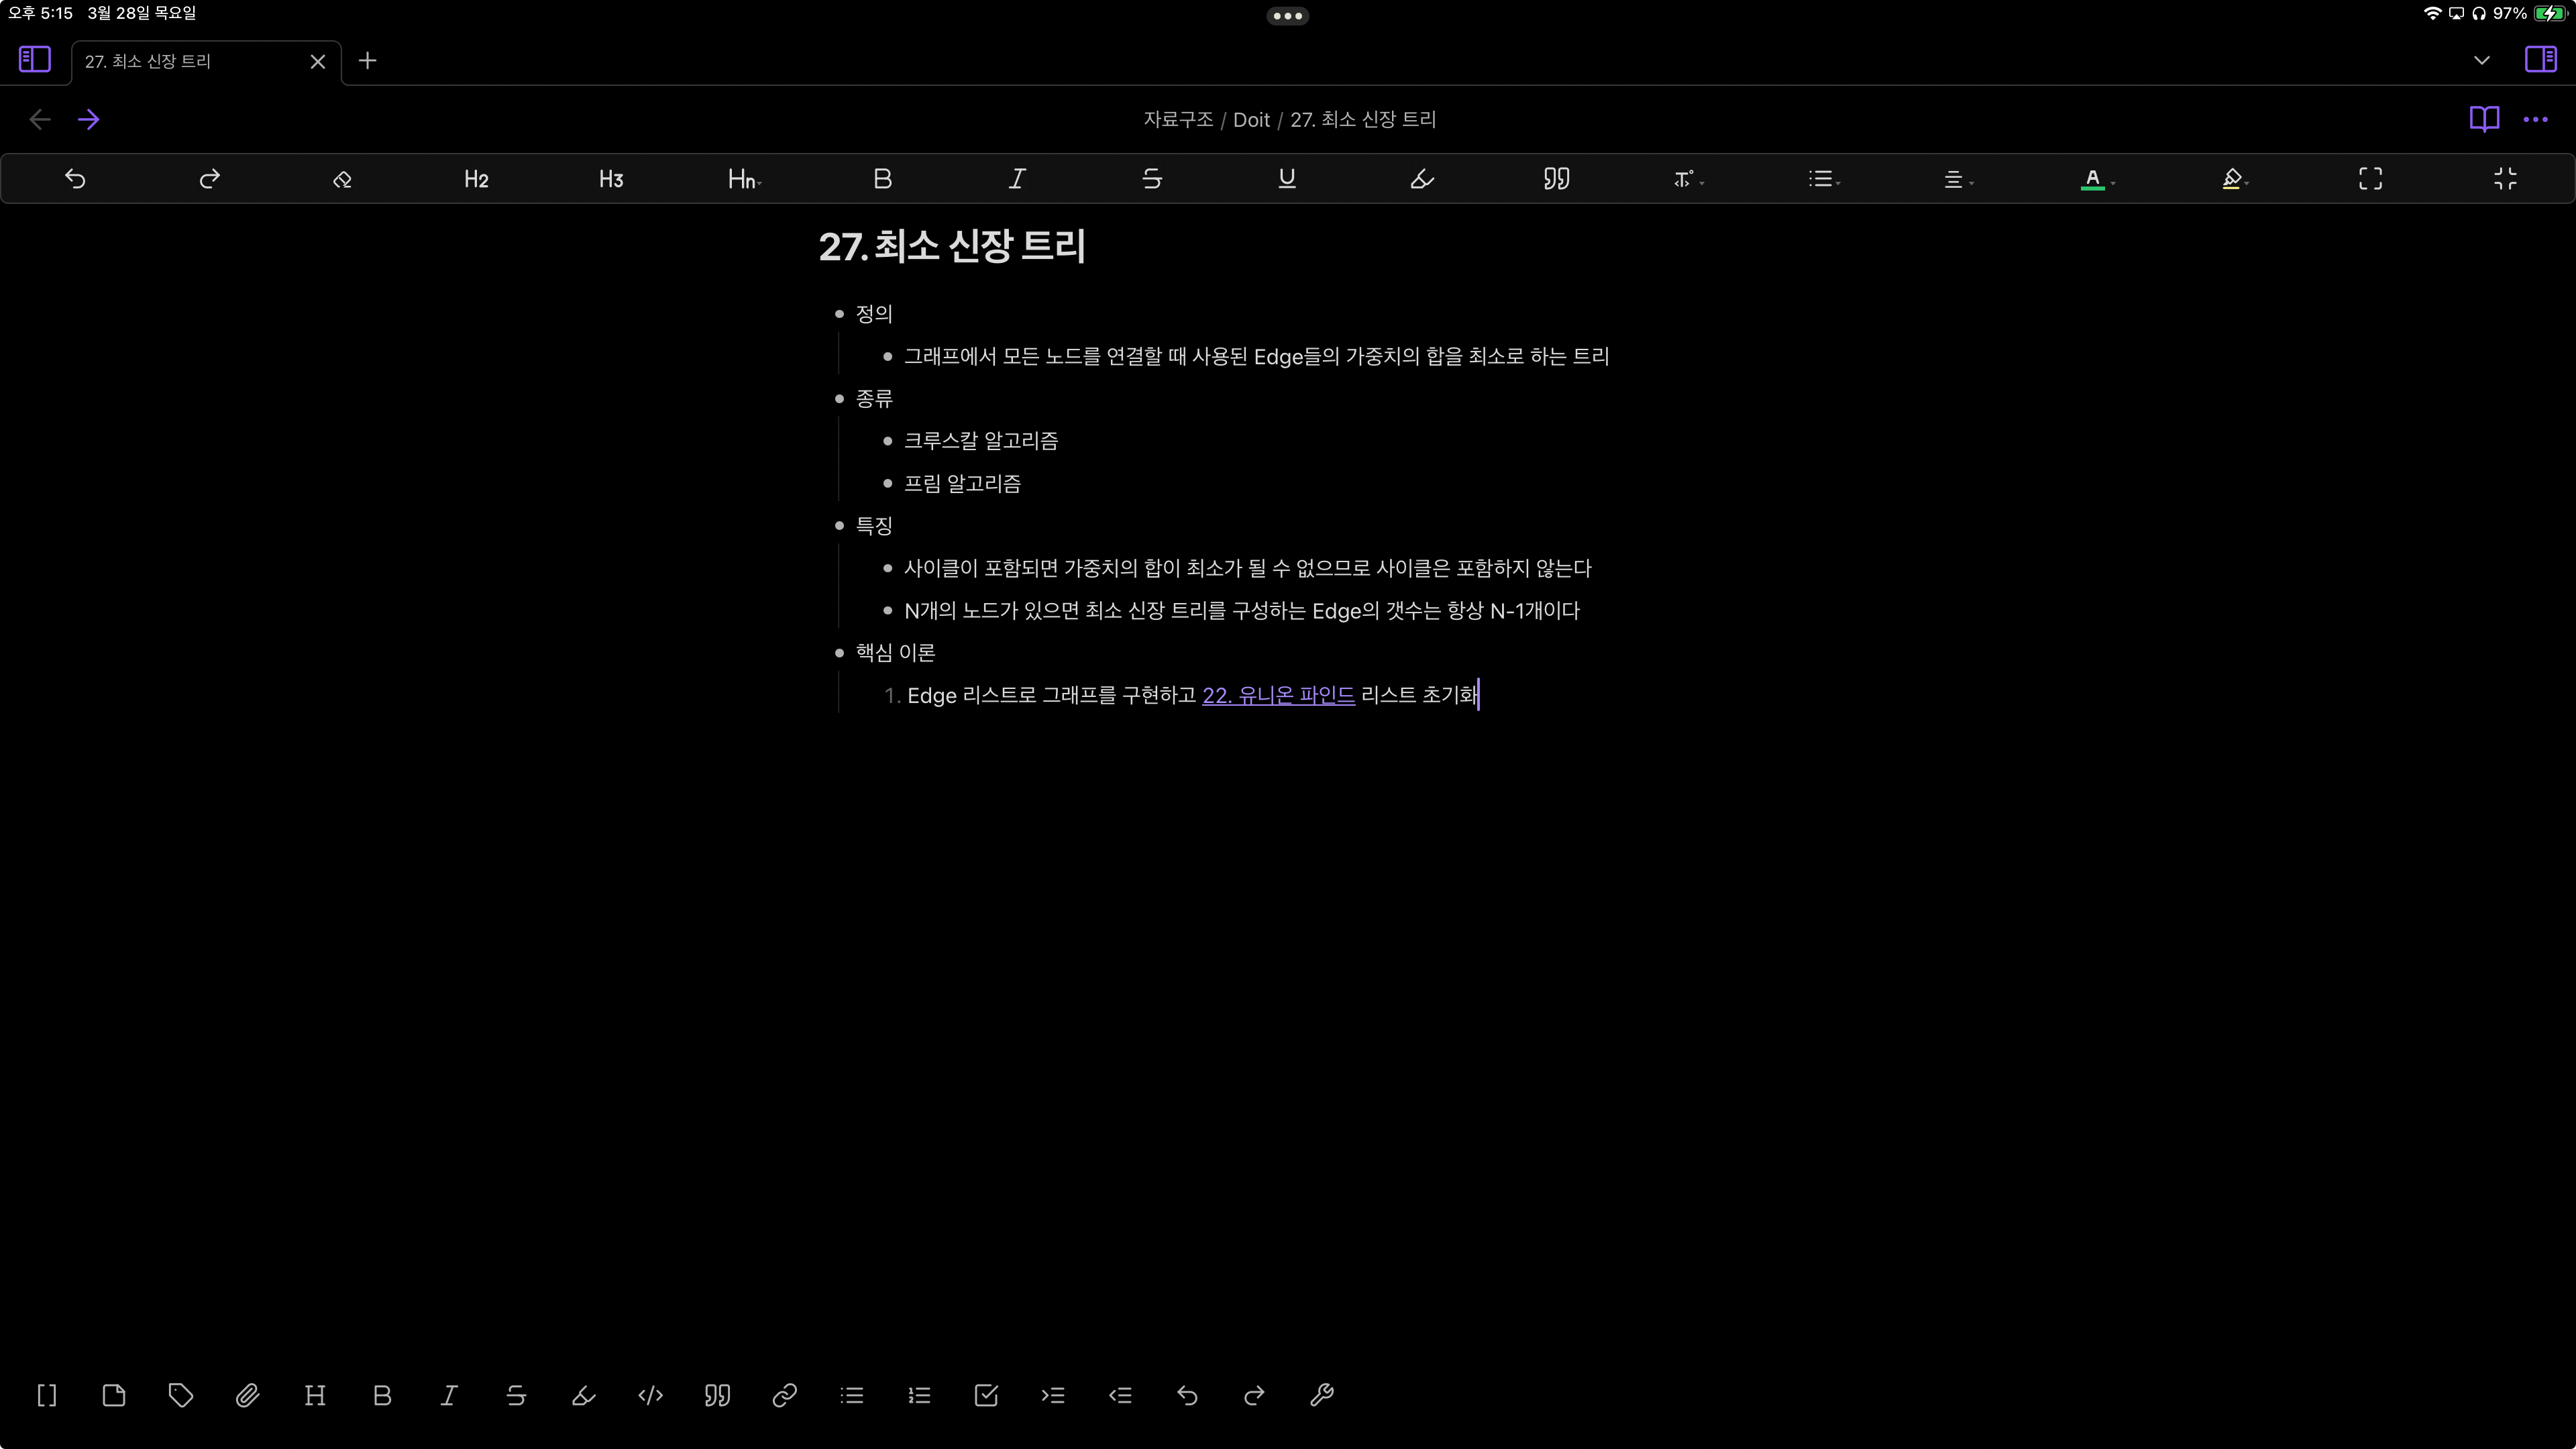 오후 5:15 3월 28일 목요일
97%
27. 최소 신장 트리
자료구조 / Doit / 27. 최소 신장 트리
H2 H3 Hn B I S U A
27. 최소 신장 트리
정의
그래프에서 모든 노드를 연결할 때 사용된 Edge들의 가중치의 합을 최소로 하는 트리
종류
크루스칼 알고리즘
프림 알고리즘
특징
사이클이 포함되면 가중치의 합이 최소가 될 수 없으므로 사이클은 포함하지 않는다
N개의 노드가 있으면 최소 신장 트리를 구성하는 Edge의 갯수는 항상 N-1개이다
핵심 이론
1. Edge 리스트로 그래프를 구현하고 22. 유니온 파인드 리스트 초기화